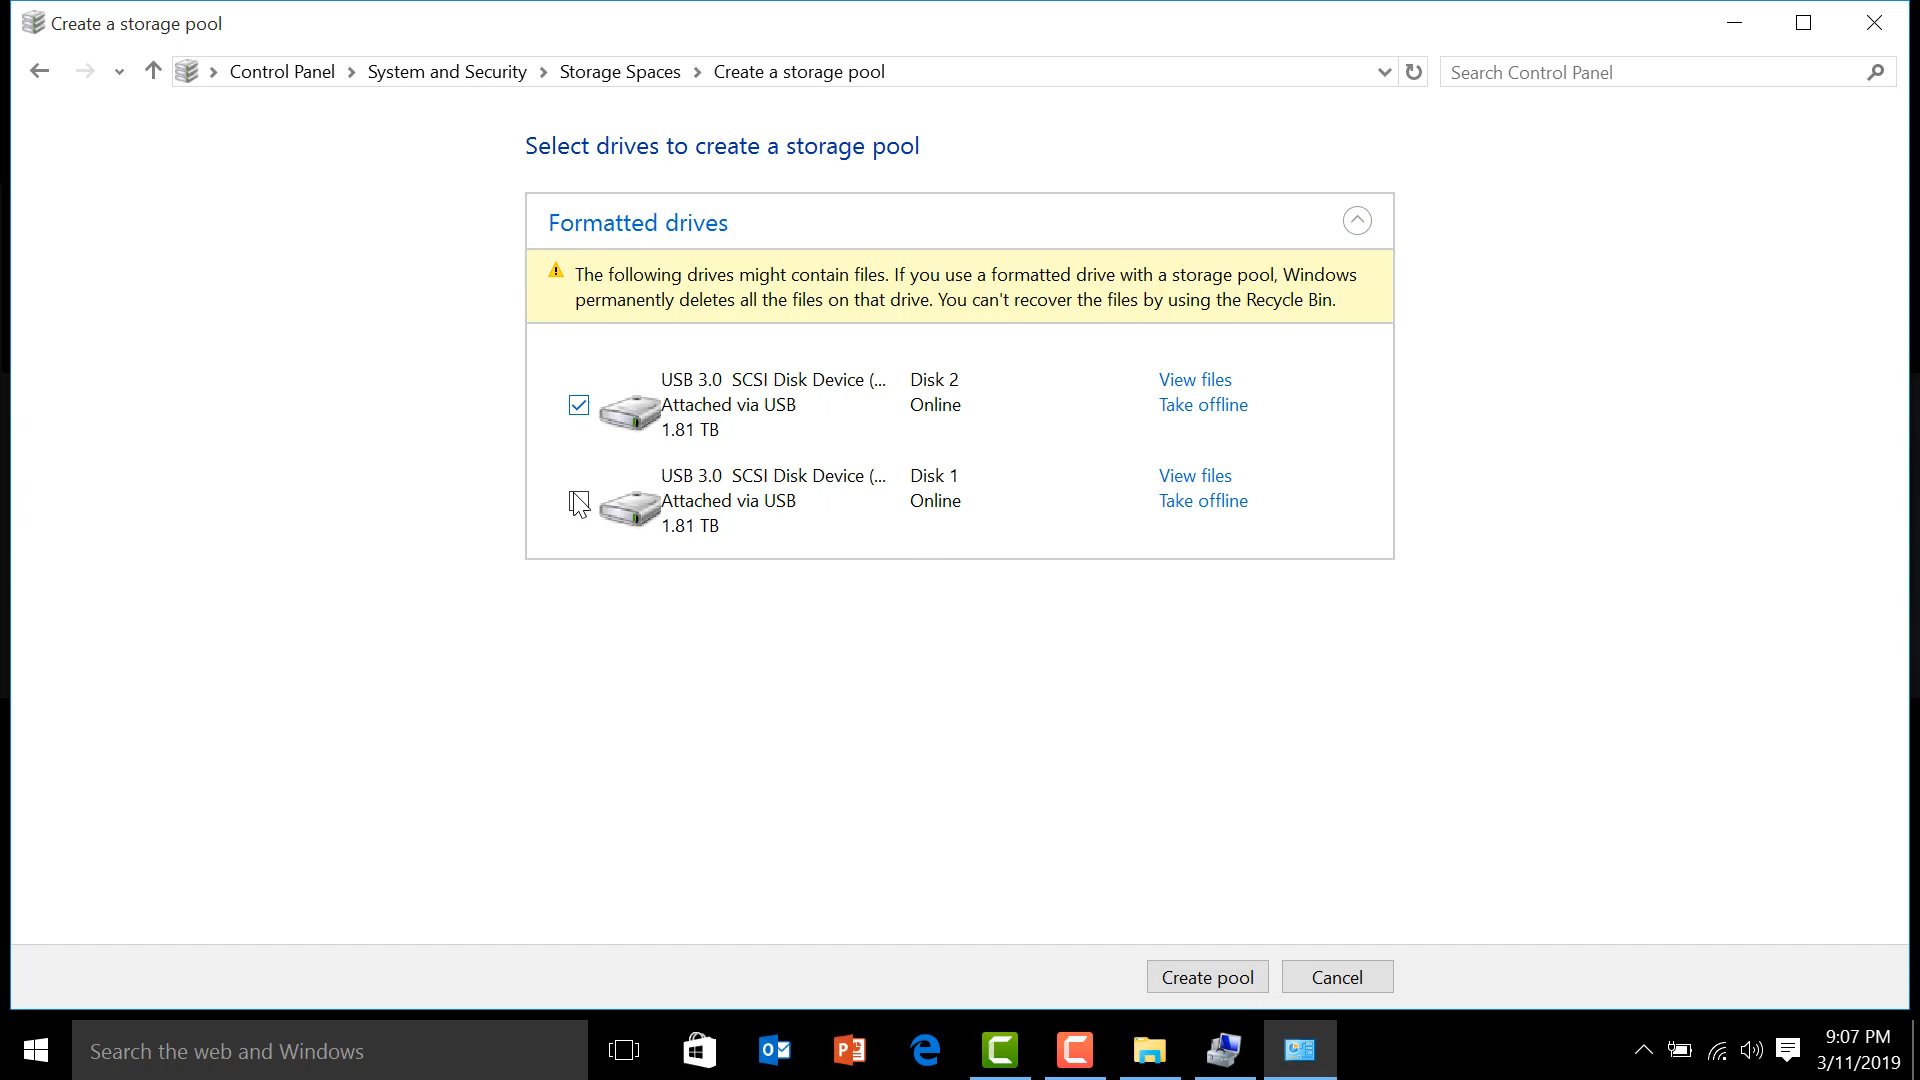 Create a storage pool
Control Panel > System and Security > Storage Spaces > Create a storage pool
Search Control Panel
Select drives to create a storage pool
Formatted drives
The following drives might contain files. If you use a formatted drive with a storage pool, Windows
permanently deletes all the files on that drive. You can't recover the files by using the Recycle Bin.
USB 3.0 SCSI Disk Device (... Disk 2 View files
Attached via USB Online Take offline
1.81 TB
USB 3.0 SCSI Disk Device (... Disk 1 View files
Attached via USB Online Take offline
1.81 TB
Create pool Cancel
Search the web and Windows
9:07 PM
3/11/2019